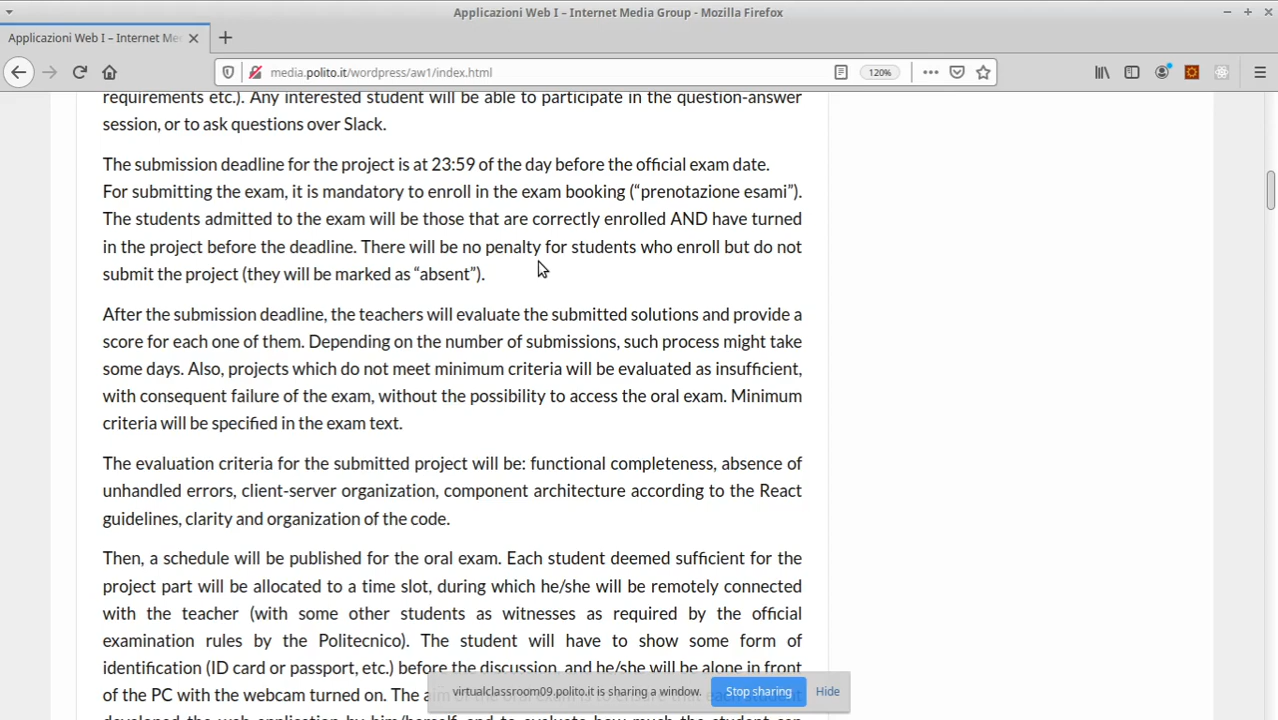 Applicazioni Web I – Internet Media Group - Mozilla Firefox
Applicazioni Web I – Internet Me
media.polito.it/wordpress/aw1/index.html
120%
requirements etc.). Any interested student will be able to participate in the question-answer
session, or to ask questions over Slack.
The submission deadline for the project is at 23:59 of the day before the official exam date.
For submitting the exam, it is mandatory to enroll in the exam booking (“prenotazione esami”).
The students admitted to the exam will be those that are correctly enrolled AND have turned
in the project before the deadline. There will be no penalty for students who enroll but do not
submit the project (they will be marked as “absent”).
After the submission deadline, the teachers will evaluate the submitted solutions and provide a
score for each one of them. Depending on the number of submissions, such process might take
some days. Also, projects which do not meet minimum criteria will be evaluated as insufficient,
with consequent failure of the exam, without the possibility to access the oral exam. Minimum
criteria will be specified in the exam text.
The evaluation criteria for the submitted project will be: functional completeness, absence of
unhandled errors, client-server organization, component architecture according to the React
guidelines, clarity and organization of the code.
Then, a schedule will be published for the oral exam. Each student deemed sufficient for the
project part will be allocated to a time slot, during which he/she will be remotely connected
with the teacher (with some other students as witnesses as required by the official
examination rules by the Politecnico). The student will have to show some form of
identification (ID card or passport, etc.) before the discussion, and he/she will be alone in front
of the PC with the webcam turned on. The
virtualclassroom09.polito.it is sharing a window.
Stop sharing
Hide